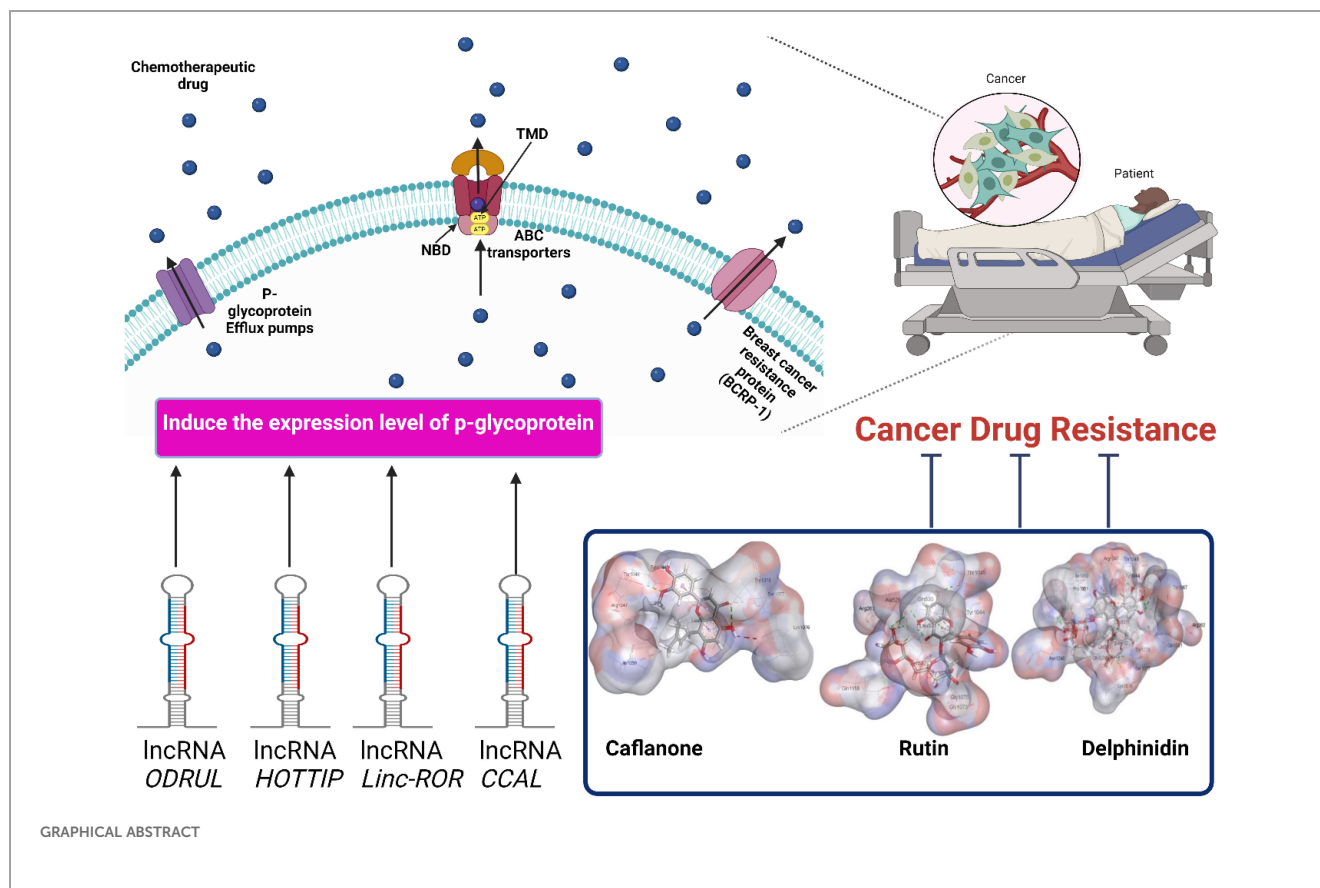 Chemotherapeutic
drug
TMD
ATP
ATP
NBD
ABC
transporters
P-
glycoprotein
Efflux pumps
Breast cancer
resistance
protein
(BCRP-1)
Cancer
Patient
Induce the expression level of p-glycoprotein
Cancer Drug Resistance
lncRNA
ODRUL
lncRNA
HOTTIP
lncRNA
Linc-ROR
lncRNA
CCAL
Caflanone
Rutin
Delphinidin
GRAPHICAL ABSTRACT